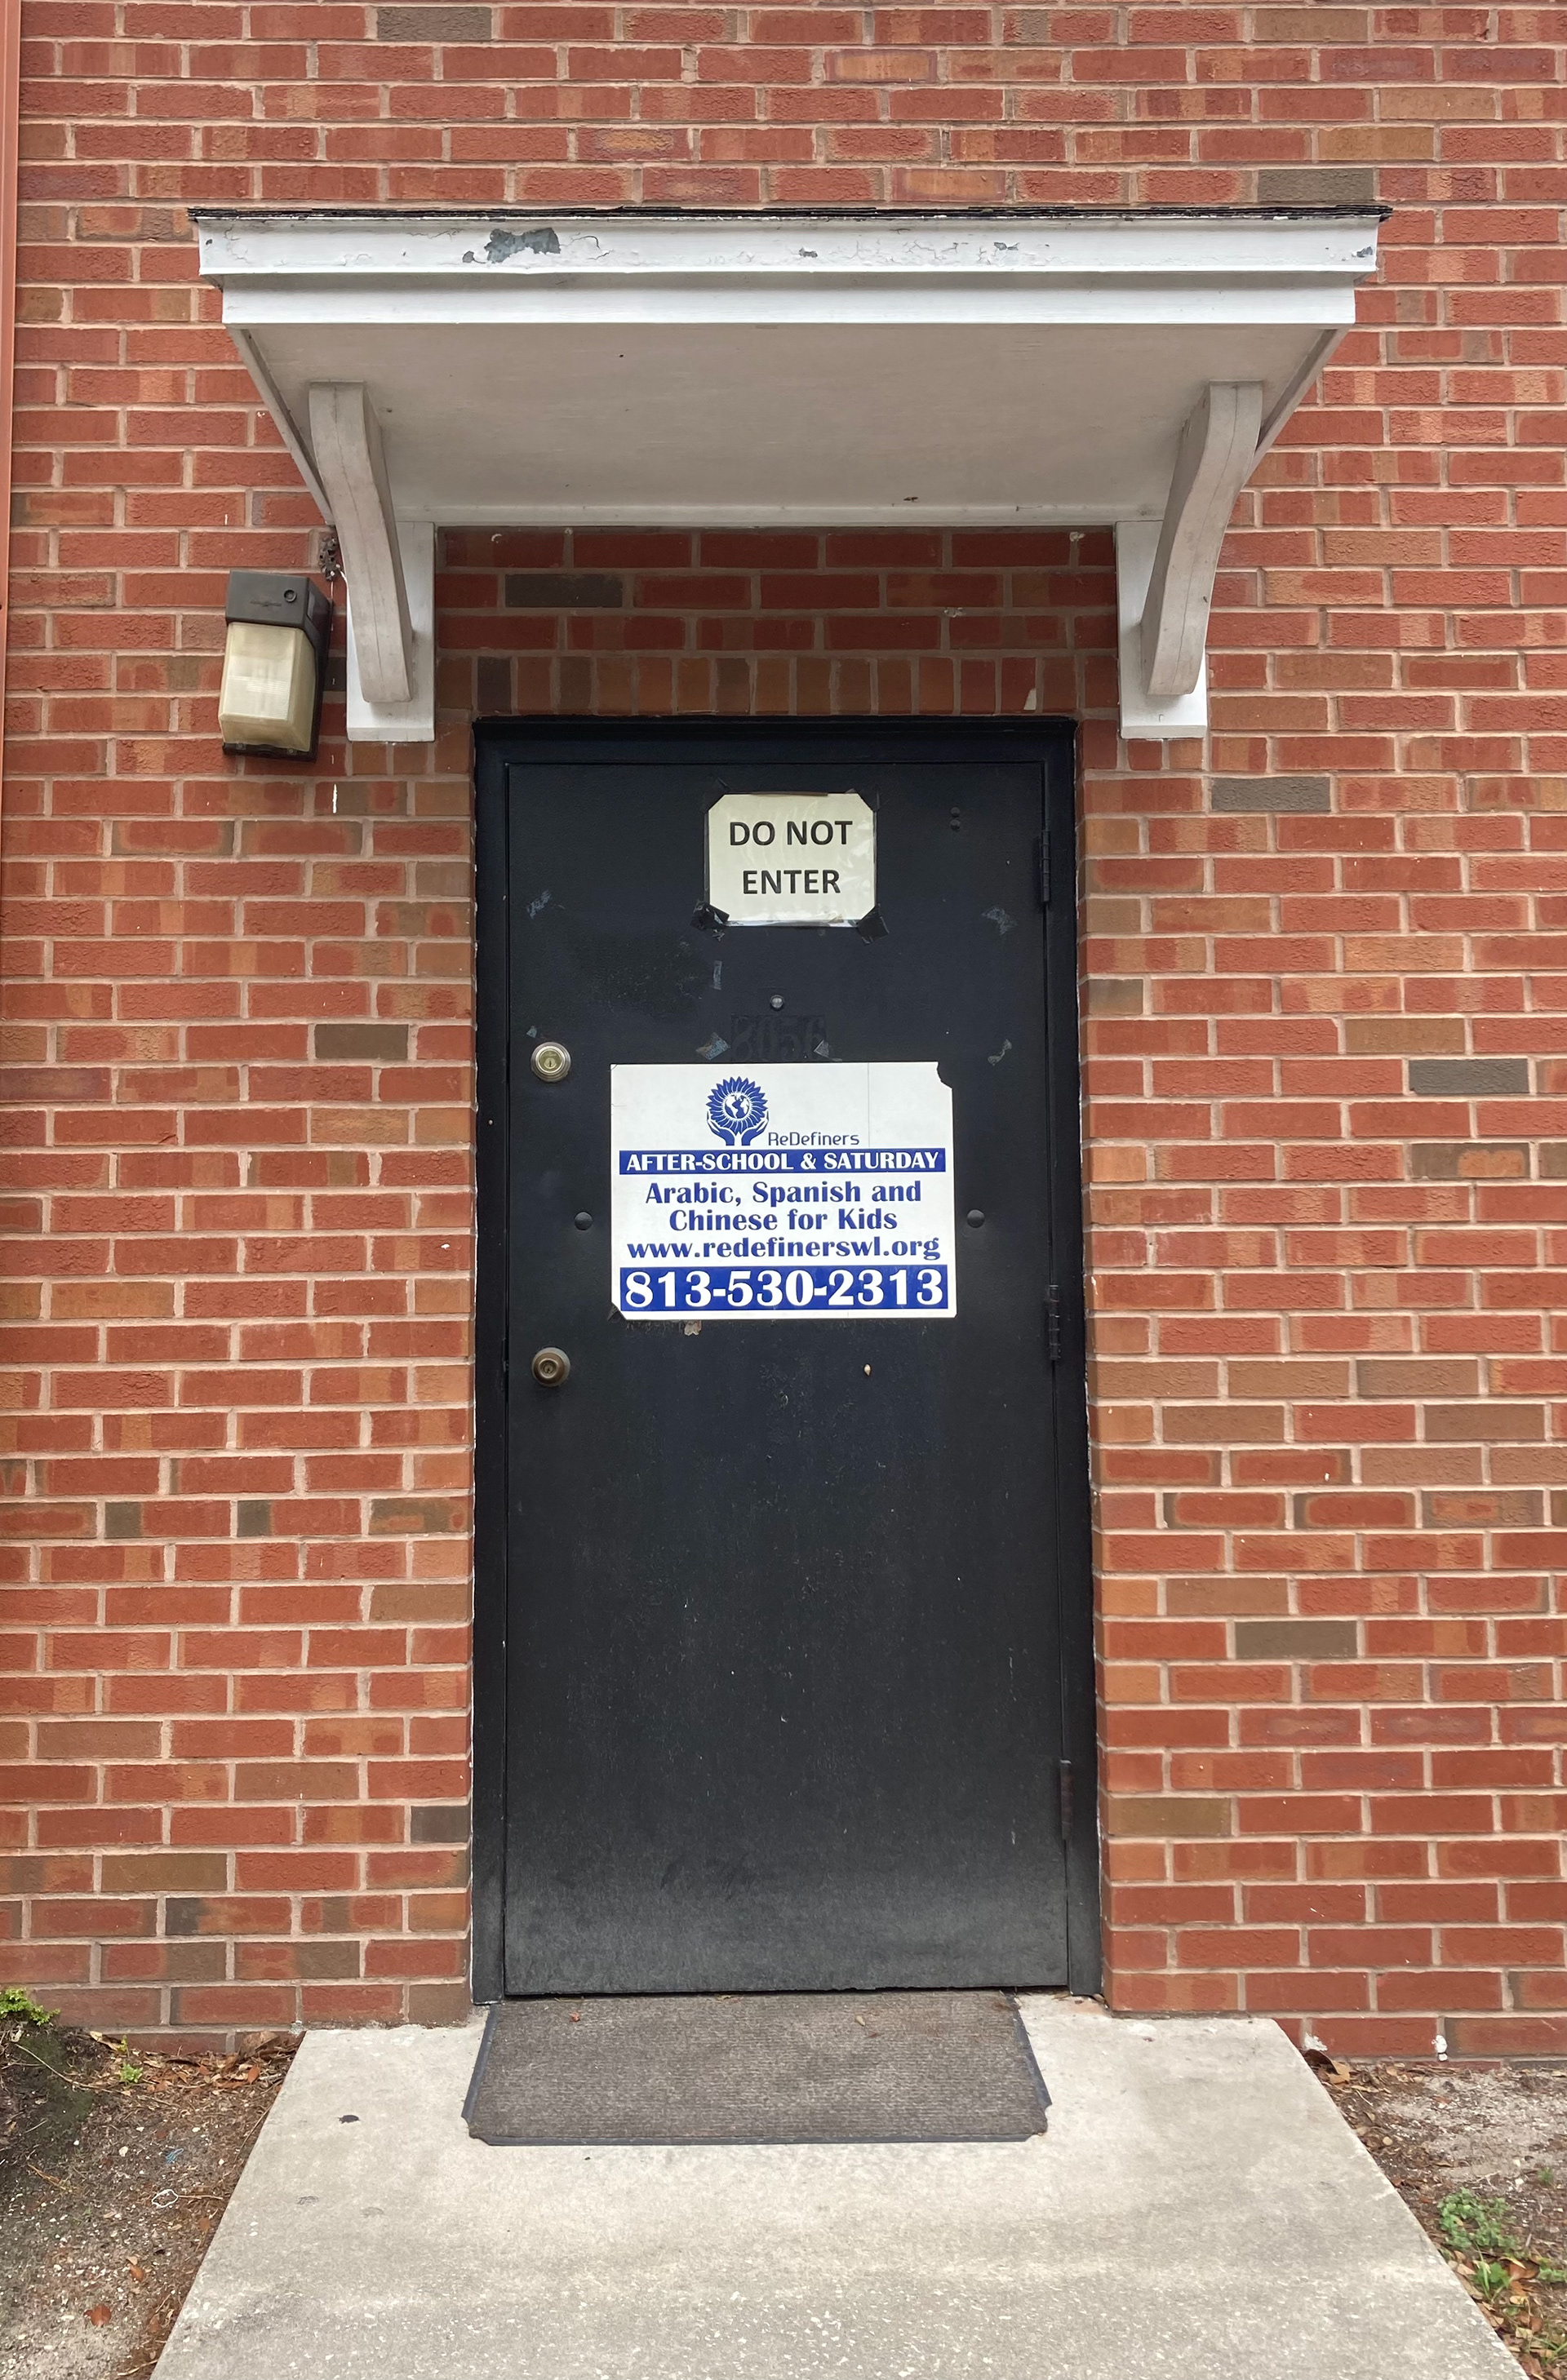 DO NOT
ENTER
ReDefiners
AFTER-SCHOOL & SATURDAY
Arabic, Spanish and
Chinese for Kids
www.redefinerswl.org
813-530-2313